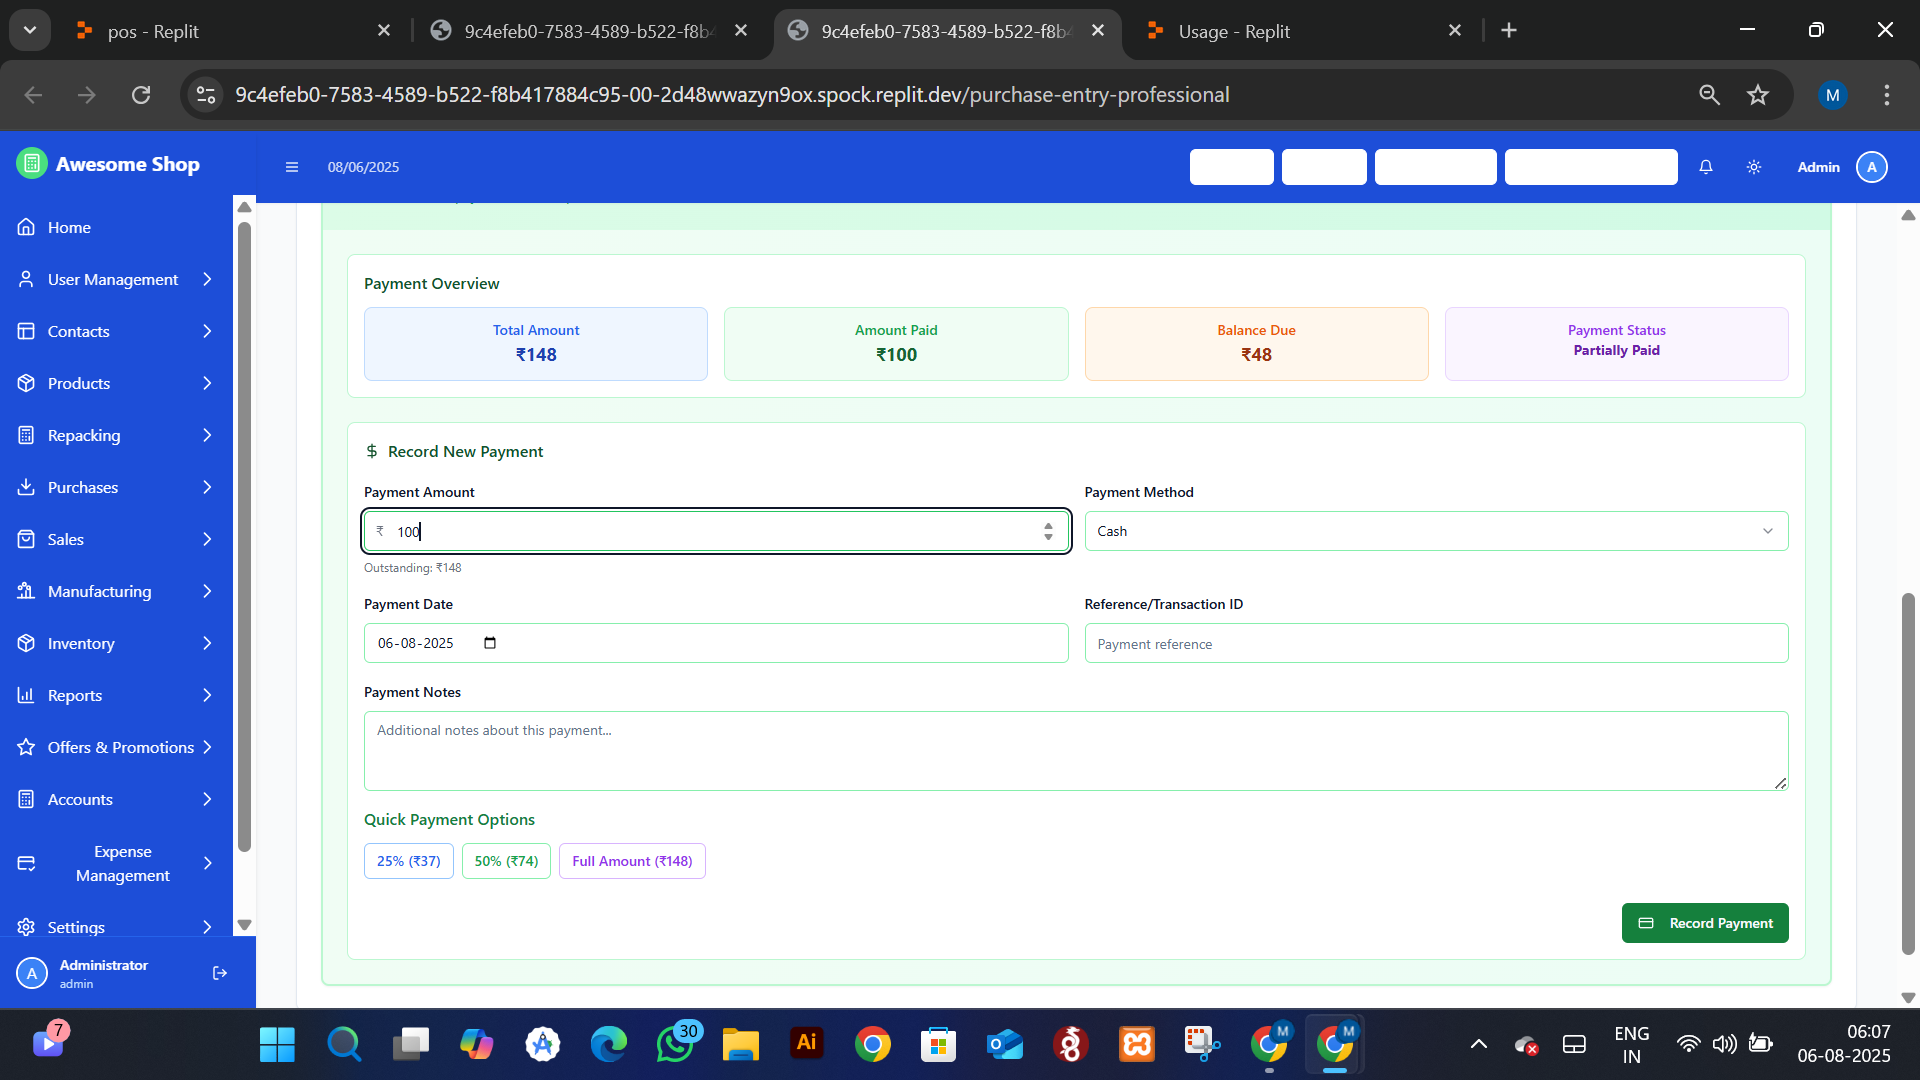 pos - Replit
9c4efeb0-7583-4589-b522-f8b4
9c4efeb0-7583-4589-b522-f8b4
Usage - Replit
9c4efeb0-7583-4589-b522-f8b417884c95-00-2d48wwazyn9ox.spock.replit.dev/purchase-entry-professional
M
Awesome Shop
08/06/2025
Admin
A
Home
User Management
Contacts
Products
Repacking
Purchases
Sales
Manufacturing
Inventory
Reports
Offers & Promotions
Accounts
Expense
Management
Settings
A
Administrator
admin
Payment Overview
Total Amount
₹148
Amount Paid
₹100
Balance Due
₹48
Payment Status
Partially Paid
$ Record New Payment
Payment Amount
₹ 100
Outstanding: ₹148
Payment Method
Cash
Payment Date
06-08-2025
Reference/Transaction ID
Payment reference
Payment Notes
Additional notes about this payment...
Quick Payment Options
25% (₹37)
50% (₹74)
Full Amount (₹148)
Record Payment
7
30
Ai
M
M
ENG
IN
06:07
06-08-2025